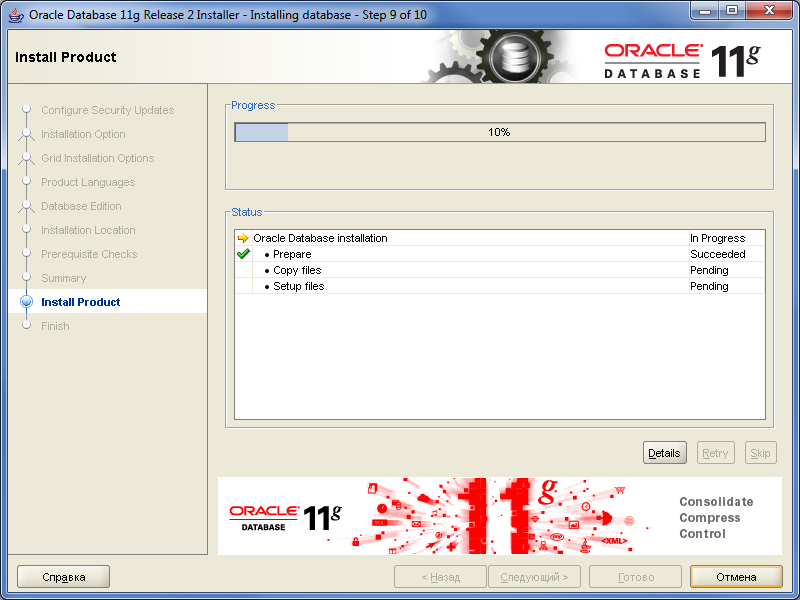 Oracle Database 11g Release 2 Installer - Installing database - Step 9 of 10
Install Product
ORACLE
DATABASE
11g
Configure Security Updates
Installation Option
Grid Installation Options
Product Languages
Database Edition
Installation Location
Prerequisite Checks
Summary
Install Product
Finish
Progress
10%
Status
Oracle Database installation In Progress
• Prepare Succeeded
• Copy files Pending
• Setup files Pending
Details Retry Skip
ORACLE
DATABASE
11g
11g
<XML>
Consolidate
Compress
Control
Справка < Назад Следующий > Готово Отмена